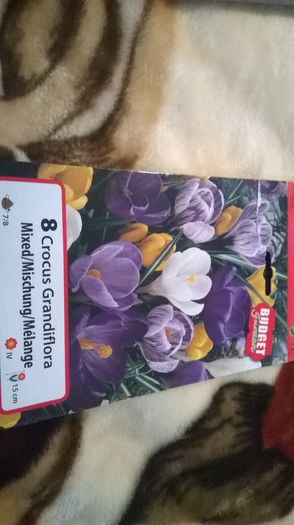 8 Crocus Grandiflora
Mixed/Mischung/Mélange
7/8
IV
15 cm
BUDGET